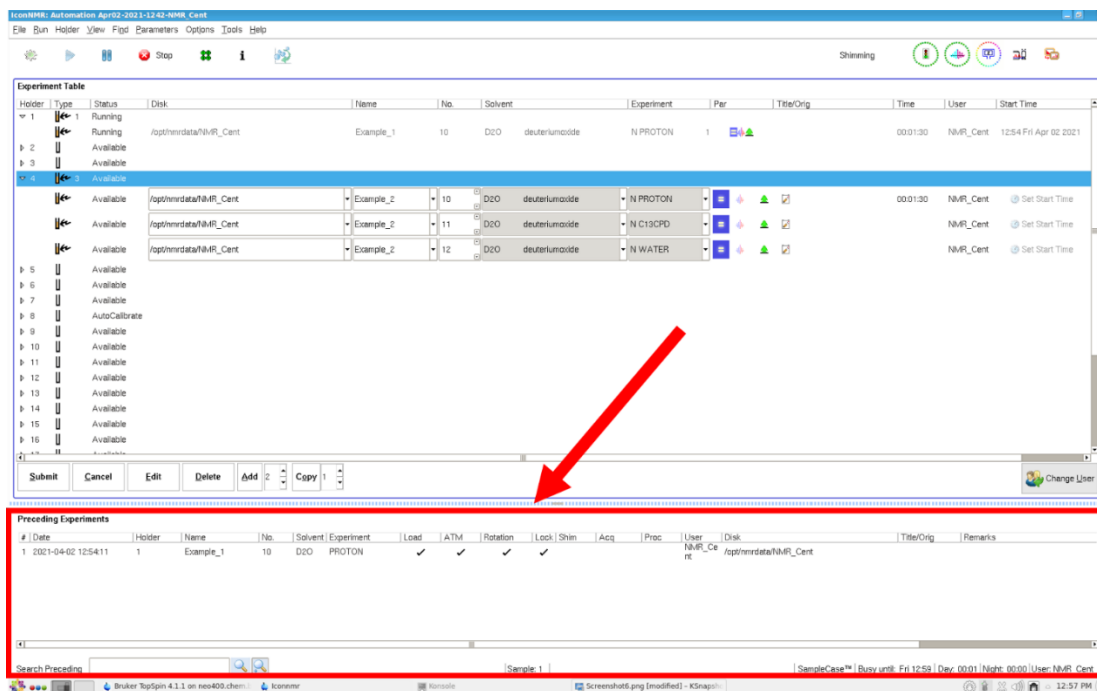 IconNMR: Automation Apr02-2021-1242-NMR_Cent
File Run Holder View Find Parameters Options Tools Help
Stop i Shimming
Experiment Table
Holder Type Status Disk Name No. Solvent Experiment Par Title/Orig Time User Start Time
1 1 Running
Running /opt/nmrdata/NMR_Cent Example_1 10 D2O deuteriumoxide N PROTON 1 00:01:30 NMR_Cent 12:54 Fri Apr 02 2021
2 Available
3 Available
4 3 Available
Available /opt/nmrdata/NMR_Cent Example_2 10 D2O deuteriumoxide N PROTON 00:01:30 NMR_Cent Set Start Time
Available /opt/nmrdata/NMR_Cent Example_2 11 D2O deuteriumoxide N C13CPD NMR_Cent Set Start Time
Available /opt/nmrdata/NMR_Cent Example_2 12 D2O deuteriumoxide N WATER NMR_Cent Set Start Time
5 Available
6 Available
7 Available
8 AutoCalibrate
9 Available
10 Available
11 Available
12 Available
13 Available
14 Available
15 Available
16 Available
Submit Cancel Edit Delete Add 2 Copy 1 Change User
Preceding Experiments
# Date Holder Name No. Solvent Experiment Load ATM Rotation Lock Shim Acq Proc User Disk Title/Orig Remarks
1 2021-04-02 12:54:11 1 Example_1 10 D2O PROTON ✓ ✓ ✓ ✓ NMR_Ce /opt/nmrdata/NMR_Cent
nt
Search Preceding Sample: 1 SampleCase™ Busy until: Fri 12:59 Day: 00:01 Night: 00:00 User: NMR_Cent
Bruker TopSpin 4.1.1 on neo400.chem. Iconnmr Konsole Screenshot6.png [modified] - KSnapsh 12:57 PM